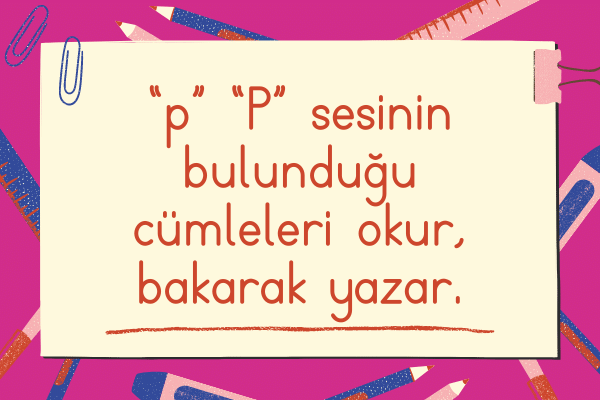 “p” “P” sesinin
bulunduğu
cümleleri okur,
bakarak yazar.